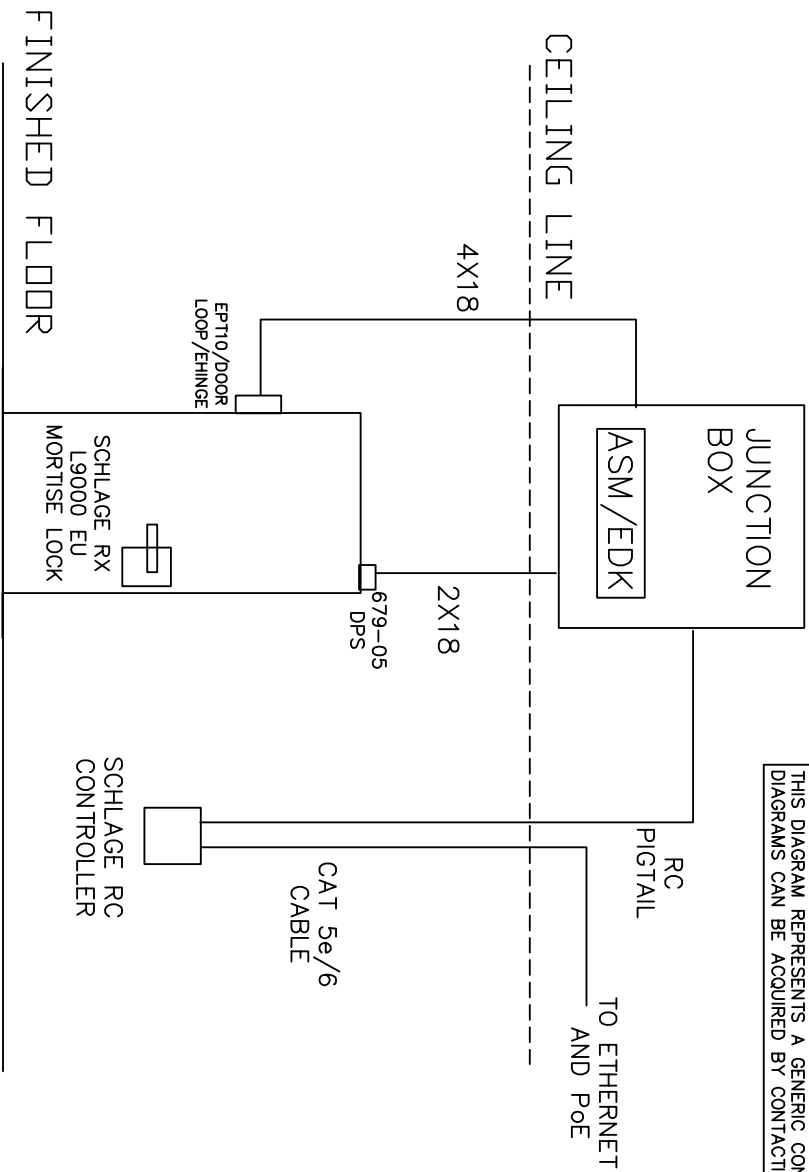 THIS DIAGRAM REPRESENTS A GENERIC
DIAGRAMS CAN BE ACQUIRED BY
JUNCTION
BOX
ASM/EDK
RC
PIGTAIL
TO ETHERNET
AND PoE
CEILING LINE
4X18
2X18
EPT10/DOOR
LOOP/EHINGE
679-05
DPS
CAT 5e/6
CABLE
SCHLAGE RX
L9000 EU
MORTISE LOCK
SCHLAGE RC
CONTROLLER
FINISHED FLOOR